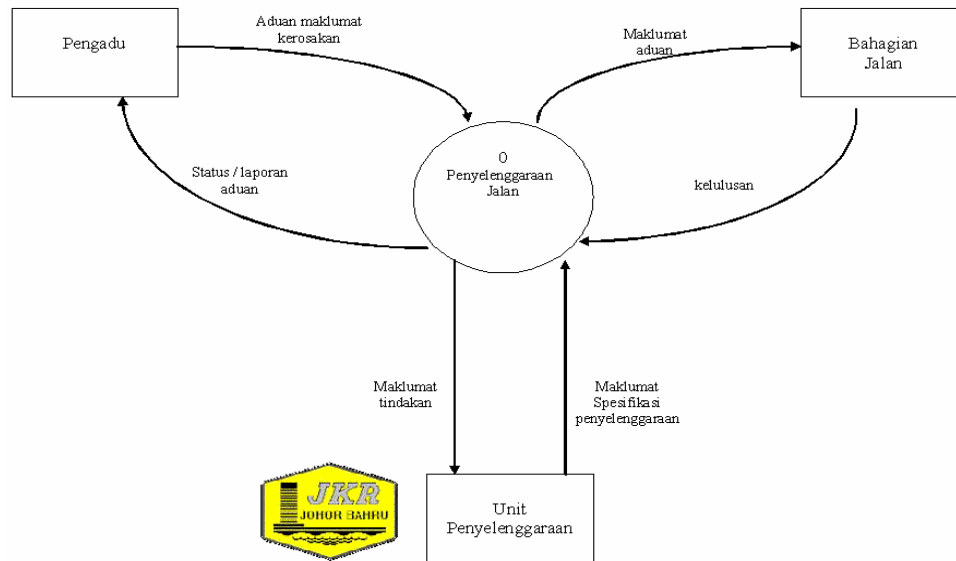 Pengadu
Aduan maklumat
kerosakan
Maklumat
aduan
Bahagian
Jalan
0
Penyelenggaraan
Jalan
Status / laporan
aduan
kelulusan
Maklumat
tindakan
Maklumat
Spesifikasi
penyelenggaraan
JKR
JOHOR BAHRU
Unit
Penyelenggaraan